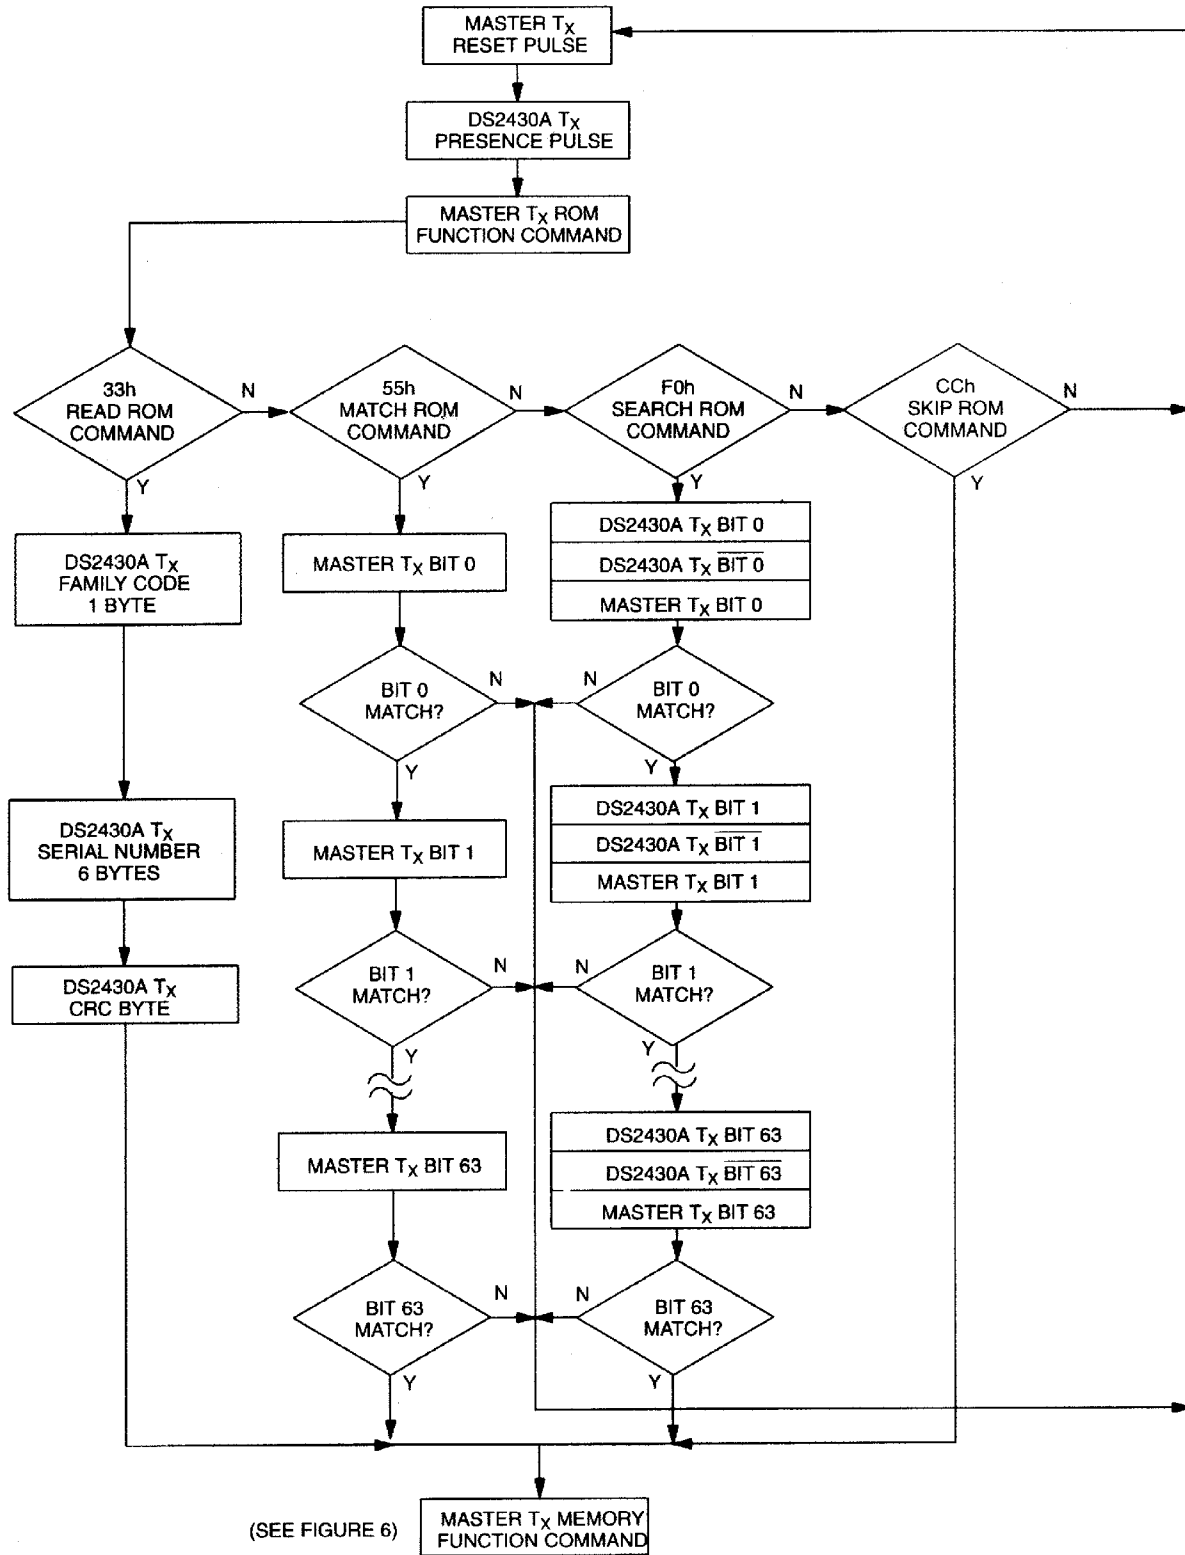 MASTER TX
RESET PULSE
DS2430A TX
PRESENCE PULSE
MASTER TX ROM
FUNCTION COMMAND
33h
READ ROM
COMMAND
N
Y
55h
MATCH ROM
COMMAND
N
Y
F0h
SEARCH ROM
COMMAND
N
Y
CCh
SKIP ROM
COMMAND
N
Y
DS2430A TX
FAMILY CODE
1 BYTE
DS2430A TX
SERIAL NUMBER
6 BYTES
DS2430A TX
CRC BYTE
MASTER TX BIT 0
BIT 0
MATCH?
N
Y
MASTER TX BIT 1
BIT 1
MATCH?
N
Y
MASTER TX BIT 63
BIT 63
MATCH?
N
Y
DS2430A TX BIT 0
DS2430A TX BIT 0
MASTER TX BIT 0
BIT 0
MATCH?
N
Y
DS2430A TX BIT 1
DS2430A TX BIT 1
MASTER TX BIT 1
BIT 1
MATCH?
N
Y
DS2430A TX BIT 63
DS2430A TX BIT 63
MASTER TX BIT 63
BIT 63
MATCH?
N
Y
(SEE FIGURE 6)
MASTER TX MEMORY
FUNCTION COMMAND